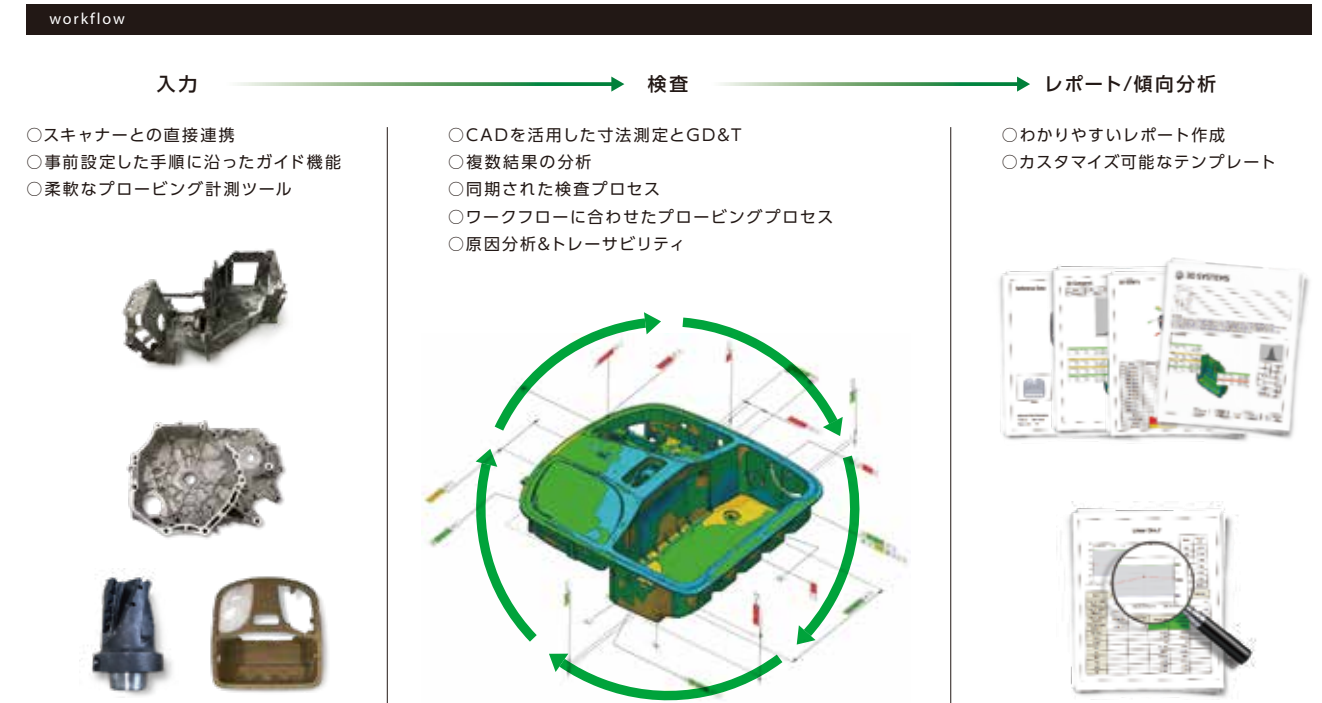 workflow
入力
検査
レポート/傾向分析
○スキャナーとの直接連携
○事前設定した手順に沿ったガイド機能
○柔軟なプロービング計測ツール
○CADを活用した寸法測定とGD&T
○複数結果の分析
○同期された検査プロセス
○ワークフローに合わせたプロービングプロセス
○原因分析&トレーサビリティ
○わかりやすいレポート作成
○カスタマイズ可能なテンプレート
3D SYSTEMS